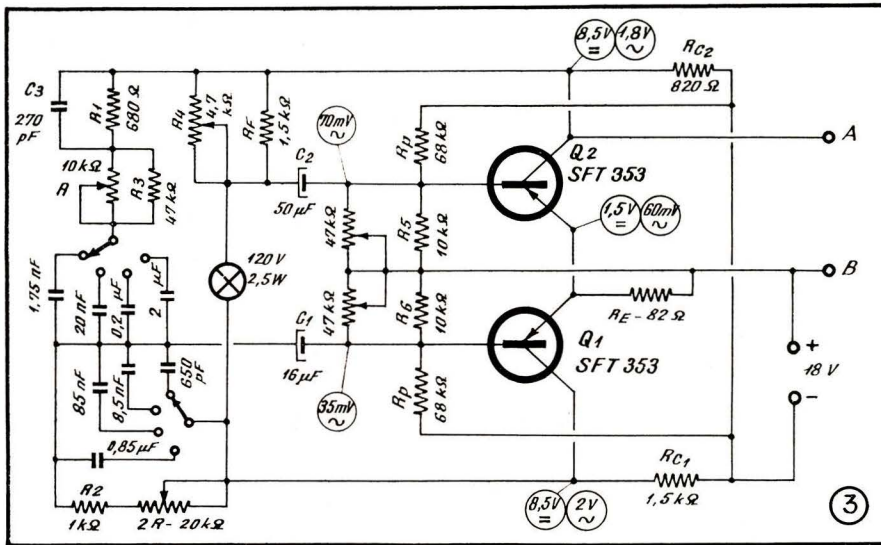 8,5V
=
1,8V
~
RC2
820 Ω
C3
270
pF
R1
680 Ω
R4
4,7
kΩ
RF
1,5 kΩ
70mV
~
Rp
68 kΩ
A
Q2
SFT 353
C2
50 µF
10 kΩ
R
R3
47 kΩ
47 kΩ
R5
10 kΩ
1,5V
=
60mV
~
120 V
2,5W
B
1,75 nF
20 nF
0,2 µF
2 µF
47 kΩ
R6
10 kΩ
RE - 82 Ω
Q1
SFT 353
C1
16 µF
+
18 V
-
85 nF
8,5 nF
650
pF
35mV
~
Rp
68 kΩ
0,85 µF
RC1
1,5 kΩ
R2
1 kΩ
2 R - 20 kΩ
8,5V
=
2V
~
3